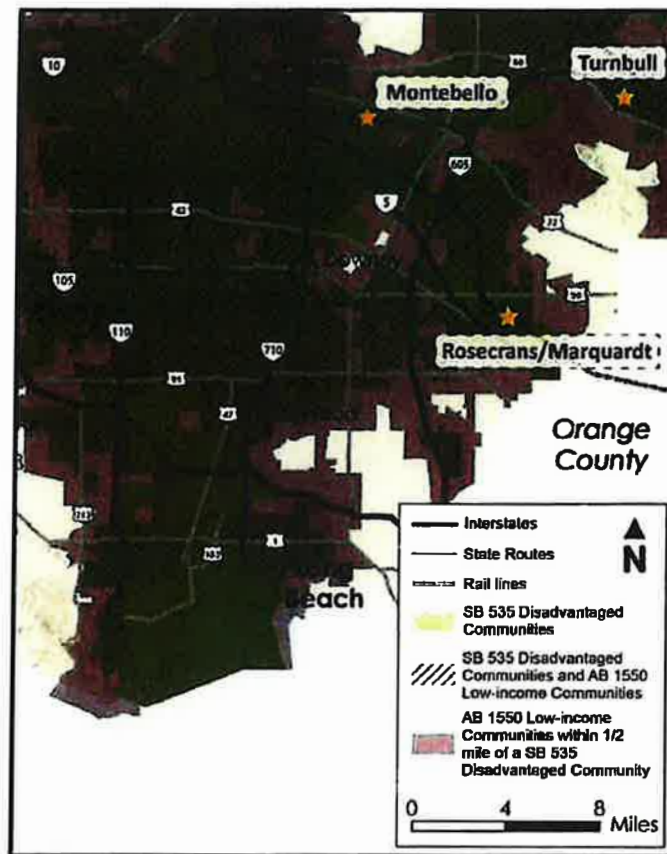 10
66
Turnbull
Montebello
605
5
42
72
Downey
105
90
110
Rosecrans/Marquardt
710
91
47
Orange
County
213
103
1
Long
Beach
Interstates
State Routes
Rail lines
N
SB 535 Disadvantaged
Communities
SB 535 Disadvantaged
Communities and AB 1550
Low-income Communities
AB 1550 Low-income
Communities within 1/2
mile of a SB 535
Disadvantaged Community
0 4 8
Miles